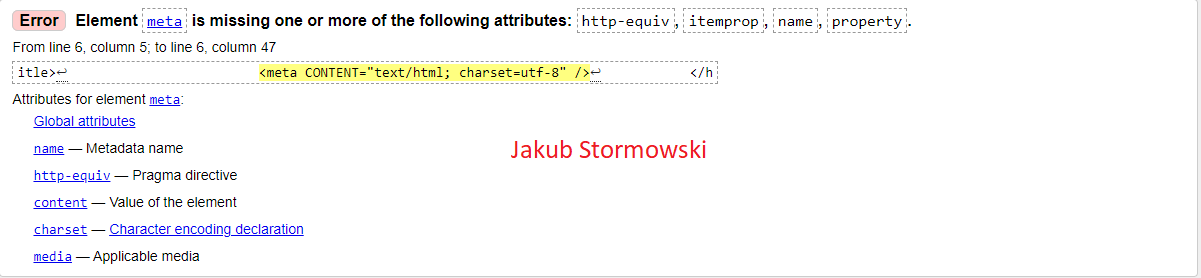 Error Element meta is missing one or more of the following attributes: http-equiv, itemprop, name, property.
From line 6, column 5; to line 6, column 47
itle>↩ <meta CONTENT="text/html; charset=utf-8" />↩ </h
Attributes for element meta:
Global attributes
name — Metadata name
Jakub Stormowski
http-equiv — Pragma directive
content — Value of the element
charset — Character encoding declaration
media — Applicable media